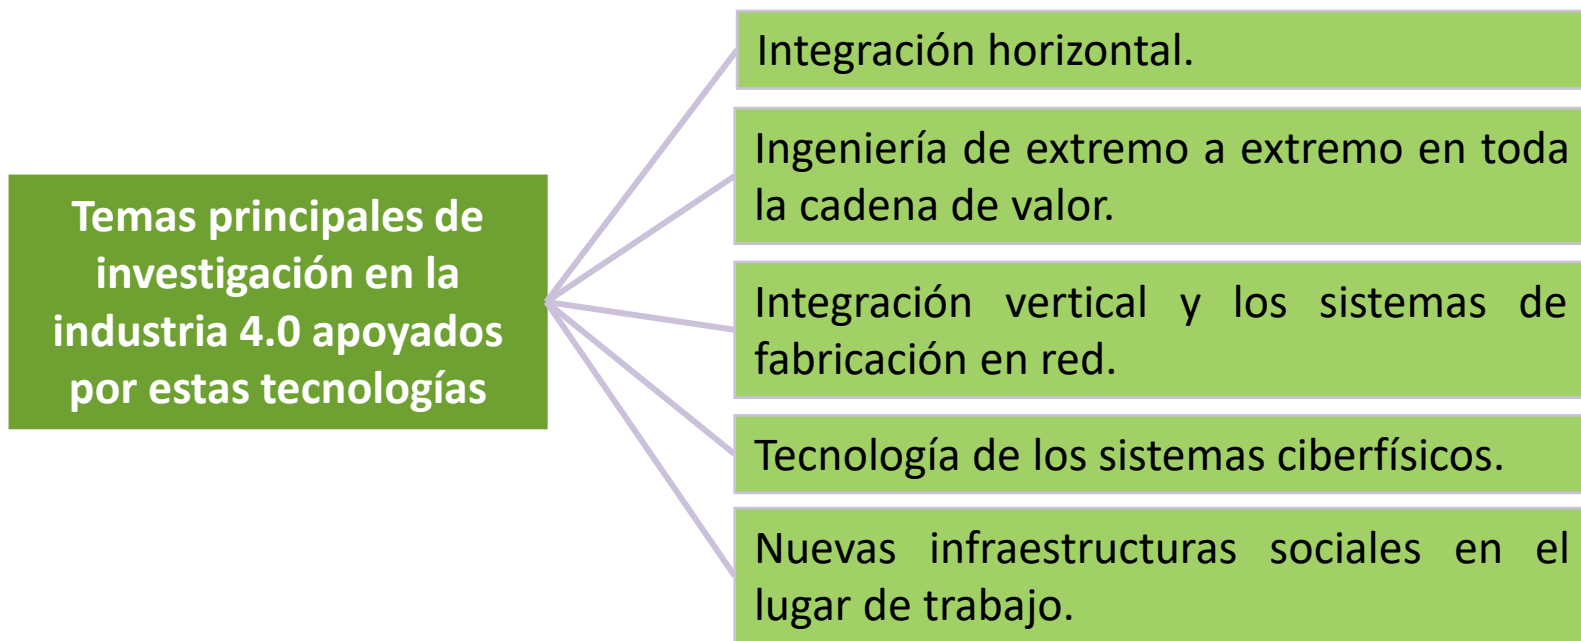 Temas principales de
investigación en la
industria 4.0 apoyados
por estas tecnologías
Integración horizontal.
Ingeniería de extremo a extremo en toda
la cadena de valor.
Integración vertical y los sistemas de
fabricación en red.
Tecnología de los sistemas ciberfísicos.
Nuevas infraestructuras sociales en el
lugar de trabajo.